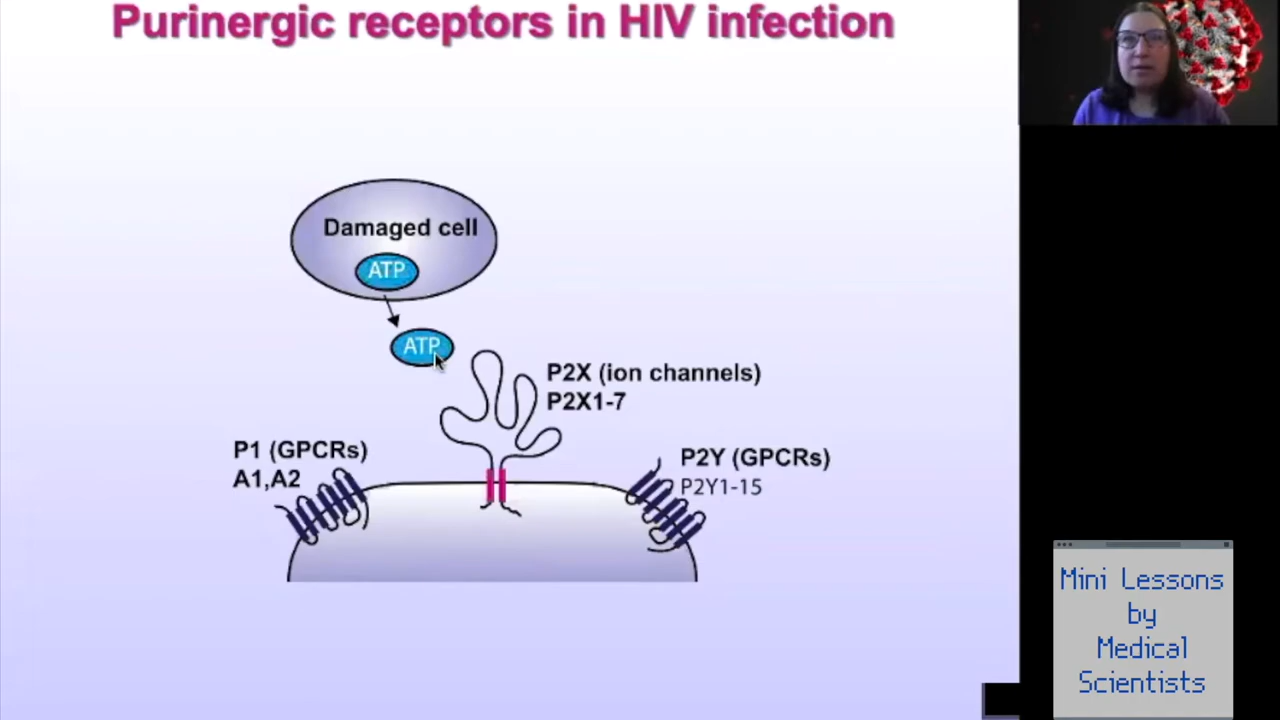 Purinergic receptors in HIV infection
Damaged cell
ATP
ATP
P2X (ion channels)
P2X1-7
P1 (GPCRs)
A1,A2
P2Y (GPCRs)
P2Y1-15
Mini Lessons
by
Medical
Scientists